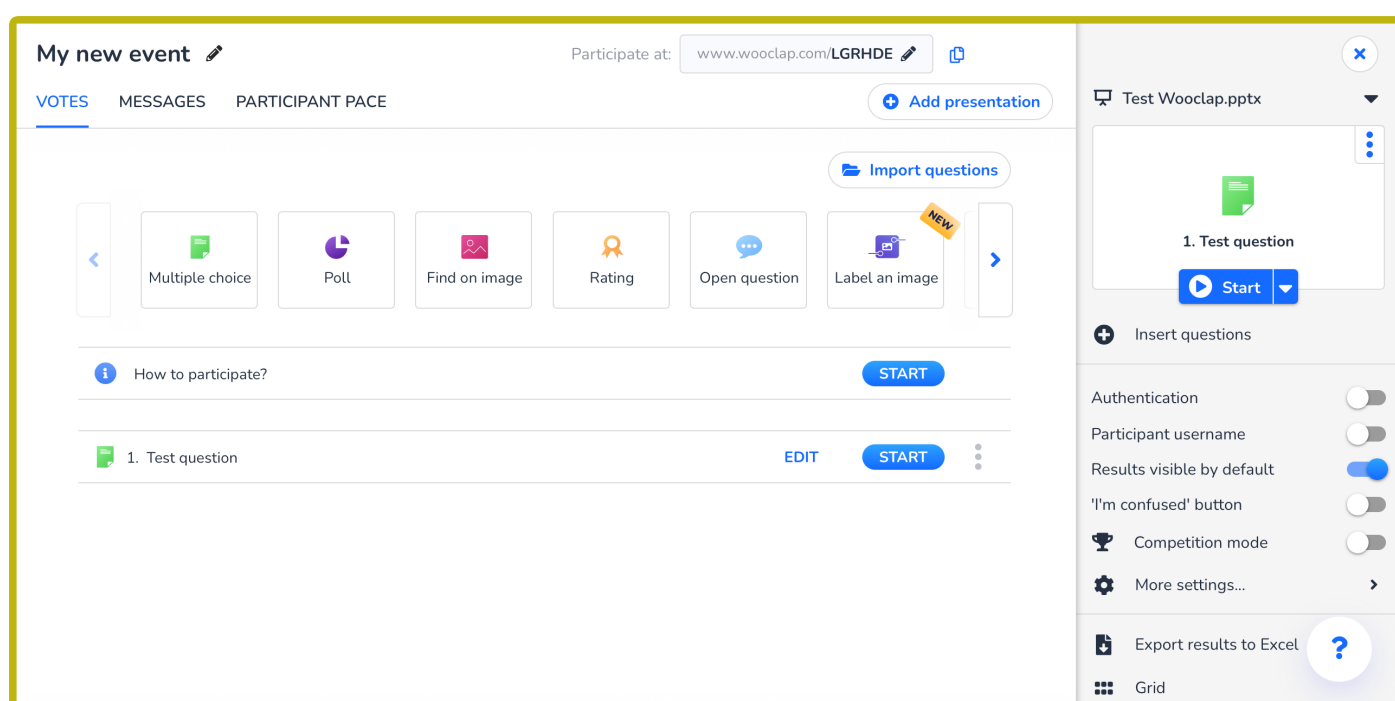 My new event
Participate at: www.wooclap.com/LGRHDE
VOTES MESSAGES PARTICIPANT PACE
Add presentation
Import questions
NEW
Multiple choice
Poll
Find on image
Rating
Open question
Label an image
i How to participate? START
1. Test question EDIT START
Test Wooclap.pptx
1. Test question
Start
Insert questions
Authentication
Participant username
Results visible by default
'I'm confused' button
Competition mode
More settings...
Export results to Excel
?
Grid